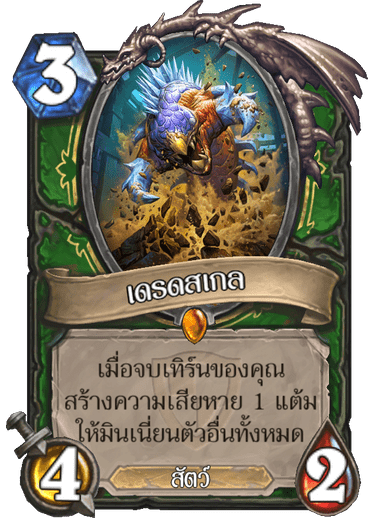 3
เดรดสเกล
เมื่อจบเทิร์นของคุณ
สร้างความเสียหาย 1 แต้ม
ให้มินเนี่ยนตัวอื่นทั้งหมด
4
สัตว์
2